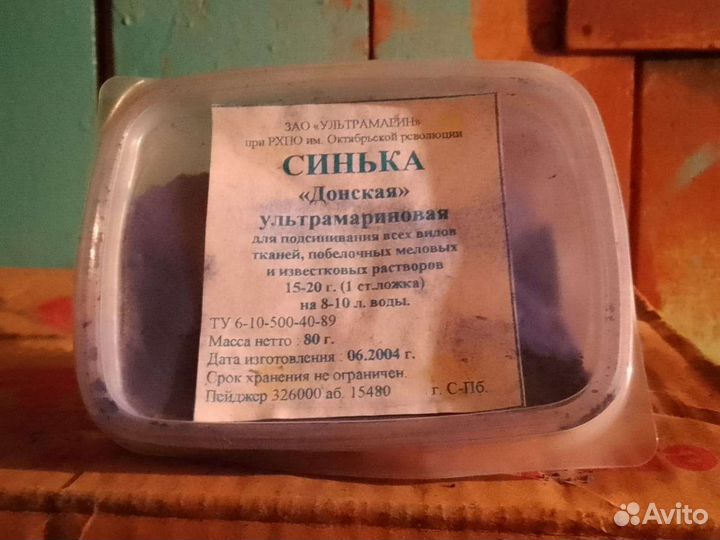 ЗАО «УЛЬТРАМАРИН»
при РХПО им. Октябрьской революции
СИНЬКА
«Донская»
ультрамариновая
для подсинивания всех видов
тканей, побелочных меловых
и известковых растворов
15-20 г. (1 ст.ложка)
на 8-10 л. воды.
ТУ 6-10-500-40-89
Масса нетто : 80 г.
Дата изготовления : 06.2004 г.
Срок хранения не ограничен.
Пейджер 326000 аб. 15480 г. С-Пб.
Avito